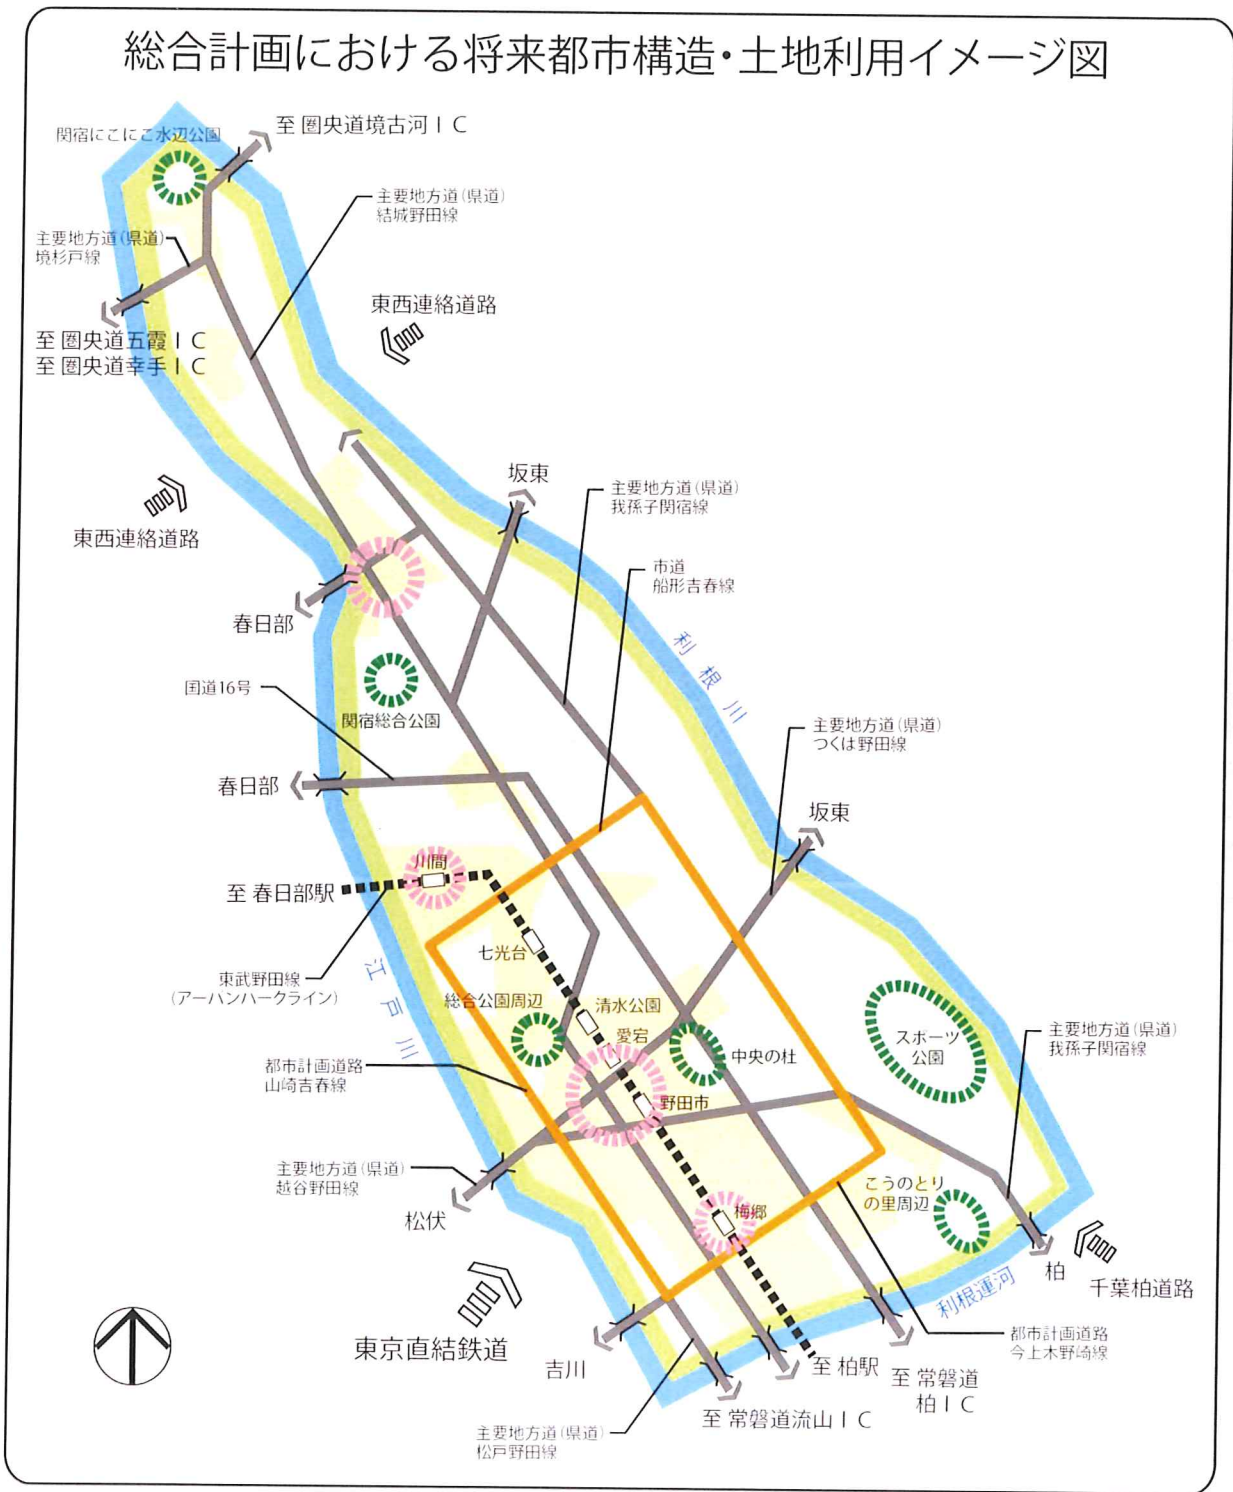 総合計画における将来都市構造・土地利用イメージ図
関宿にこにこ水辺公園
至 圏央道境古河IC
主要地方道(県道)
結城野田線
主要地方道(県道)
境杉戸線
東西連絡道路
至 圏央道五霞IC
至 圏央道幸手IC
坂東
主要地方道(県道)
我孫子関宿線
東西連絡道路
市道
船形吉春線
春日部
利根川
国道16号
関宿総合公園
主要地方道(県道)
つくば野田線
春日部
坂東
川間
至 春日部駅
七光台
東武野田線
(アーバンパークライン)
江戸川
総合公園周辺
清水公園
愛宕
スポーツ
公園
主要地方道(県道)
我孫子関宿線
中央の杜
都市計画道路
山崎吉春線
野田市
主要地方道(県道)
越谷野田線
こうのとり
の里周辺
松伏
梅郷
柏
千葉柏道路
利根運河
東京直結鉄道
都市計画道路
今上木野崎線
吉川
至 柏駅
至 常磐道
柏IC
至 常磐道流山IC
主要地方道(県道)
松戸野田線